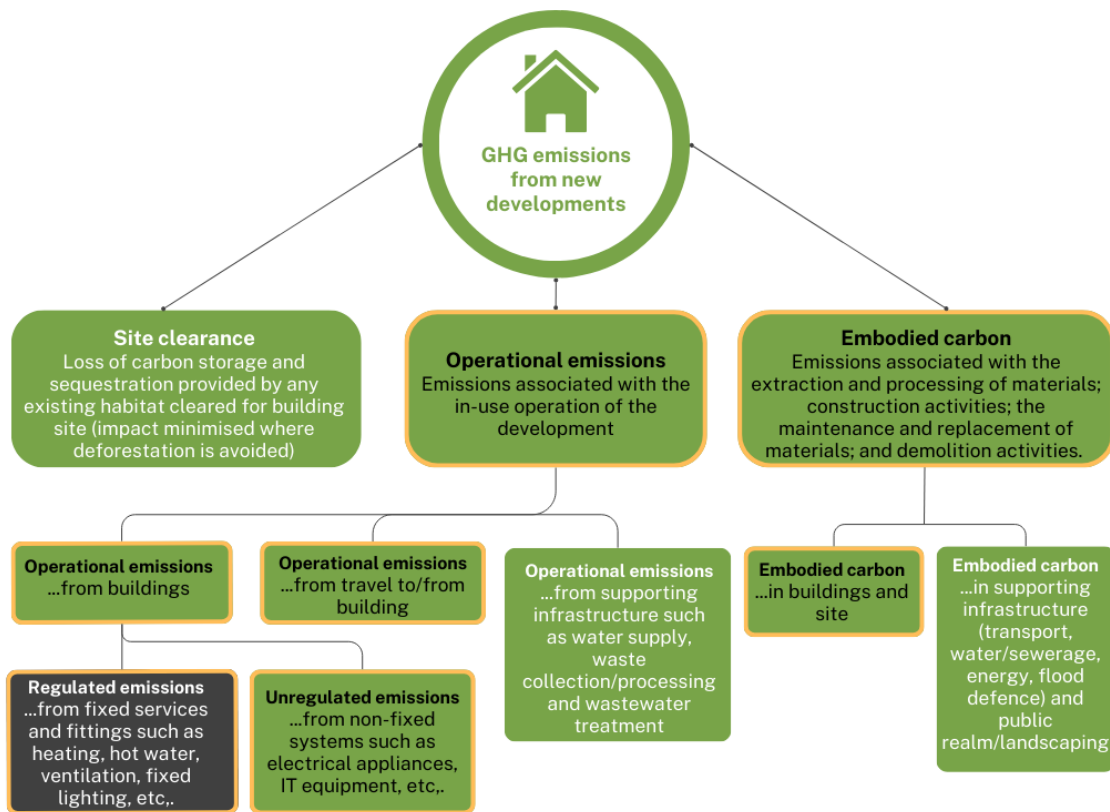 GHG emissions
from new
developments
Site clearance
Loss of carbon storage and
sequestration provided by any
existing habitat cleared for building
site (impact minimised where
deforestation is avoided)
Operational emissions
Emissions associated with the
in-use operation of the
development
Embodied carbon
Emissions associated with the
extraction and processing of materials;
construction activities; the
maintenance and replacement of
materials; and demolition activities.
Operational emissions
...from buildings
Operational emissions
...from travel to/from
building
Operational emissions
...from supporting
infrastructure such
as water supply,
waste
collection/processing
and wastewater
treatment
Embodied carbon
...in buildings and
site
Embodied carbon
...in supporting
infrastructure
(transport,
water/sewerage,
energy, flood
defence) and
public
realm/landscaping
Regulated emissions
...from fixed services
and fittings such as
heating, hot water,
ventilation, fixed
lighting, etc,.
Unregulated emissions
...from non-fixed
systems such as
electrical appliances,
IT equipment, etc,.